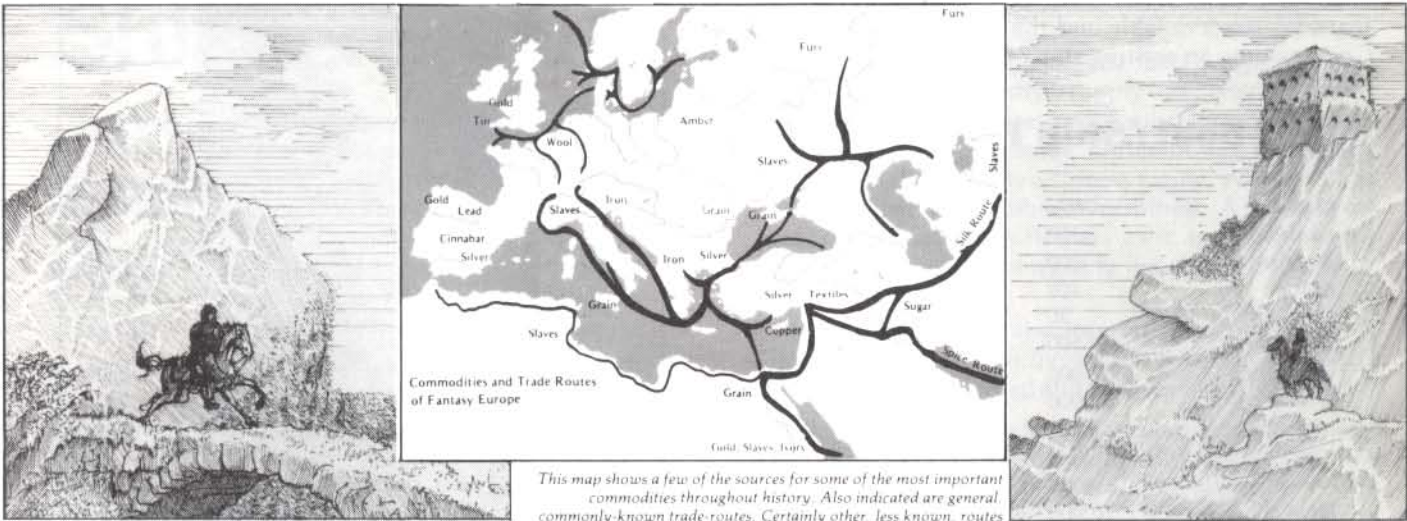 Furs
Furs
Gold
Tin
Amber
Wool
Slaves
Slaves
Gold
Lead
Slaves
Iron
Grain
Grain
Cinnabar
Silver
Iron
Silver
Silk Route
Silver
Textiles
Grain
Sugar
Slaves
Copper
Spice Route
Commodities and Trade Routes
of Fantasy Europe
Grain
Gold, Slaves, Ivory
This map shows a few of the sources for some of the most important
commodities throughout history. Also indicated are general,
commonly-known trade-routes. Certainly other, less known, routes